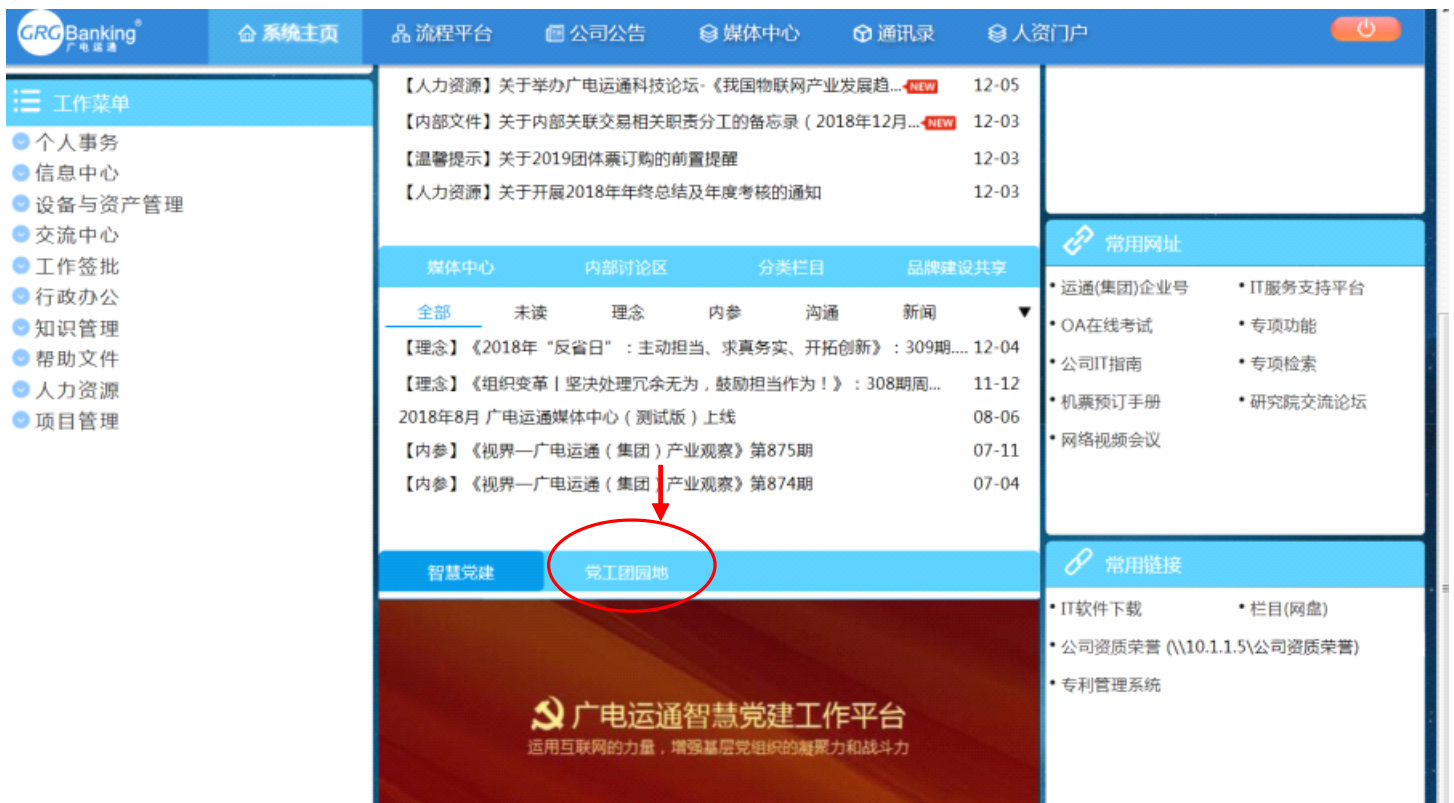 GRG Banking®
广电运通
系统主页
流程平台
公司公告
媒体中心
通讯录
人资门户
工作菜单
个人事务
信息中心
设备与资产管理
交流中心
工作签批
行政办公
知识管理
帮助文件
人力资源
项目管理
【人力资源】关于举办广电运通科技论坛-《我国物联网产业发展趋... NEW 12-05
【内部文件】关于内部关联交易相关职责分工的备忘录（2018年12月... NEW 12-03
【温馨提示】关于2019团体票订购的前置提醒 12-03
【人力资源】关于开展2018年年终总结及年度考核的通知 12-03
媒体中心 内部讨论区 分类栏目 品牌建设共享
全部 未读 理念 内参 沟通 新闻 ▼
【理念】《2018年“反省日”：主动担当、求真务实、开拓创新》：309期.... 12-04
【理念】《组织变革丨坚决处理冗余无为，鼓励担当作为！》：308期周... 11-12
2018年8月 广电运通媒体中心（测试版）上线 08-06
【内参】《视界—广电运通（集团）产业观察》第875期 07-11
【内参】《视界—广电运通（集团）产业观察》第874期 07-04
智慧党建 党工团园地
广电运通智慧党建工作平台
运用互联网的力量，增强基层党组织的凝聚力和战斗力
常用网址
•运通(集团)企业号 •IT服务支持平台
•OA在线考试 •专项功能
•公司IT指南 •专项检索
•机票预订手册 •研究院交流论坛
•网络视频会议
常用链接
•IT软件下载 •栏目(网盘)
•公司资质荣誉 (\\10.1.1.5\公司资质荣誉)
•专利管理系统